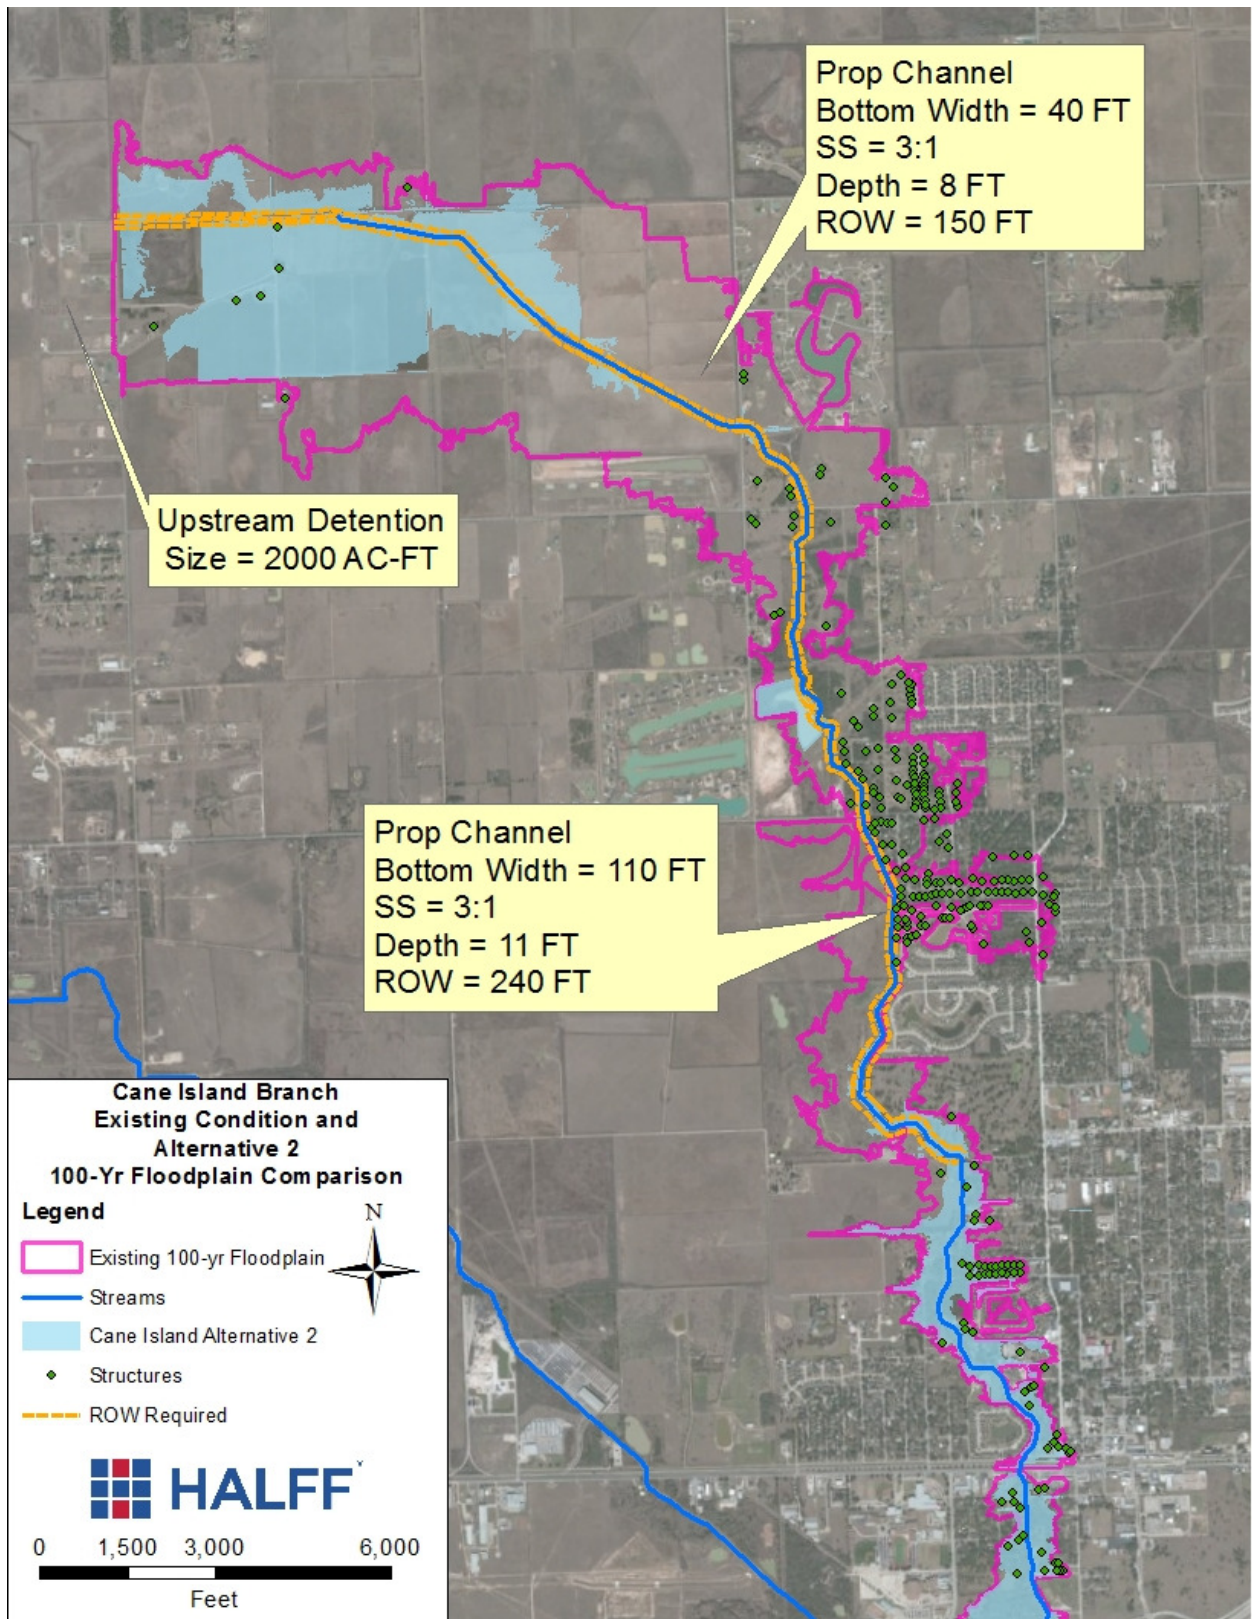 Prop Channel
Bottom Width = 40 FT
SS = 3:1
Depth = 8 FT
ROW = 150 FT
Upstream Detention
Size = 2000 AC-FT
Prop Channel
Bottom Width = 110 FT
SS = 3:1
Depth = 11 FT
ROW = 240 FT
Cane Island Branch
Existing Condition and
Alternative 2
100-Yr Floodplain Comparison
Legend
N
Existing 100-yr Floodplain
Streams
Cane Island Alternative 2
Structures
ROW Required
HALFF
0 1,500 3,000 6,000
Feet